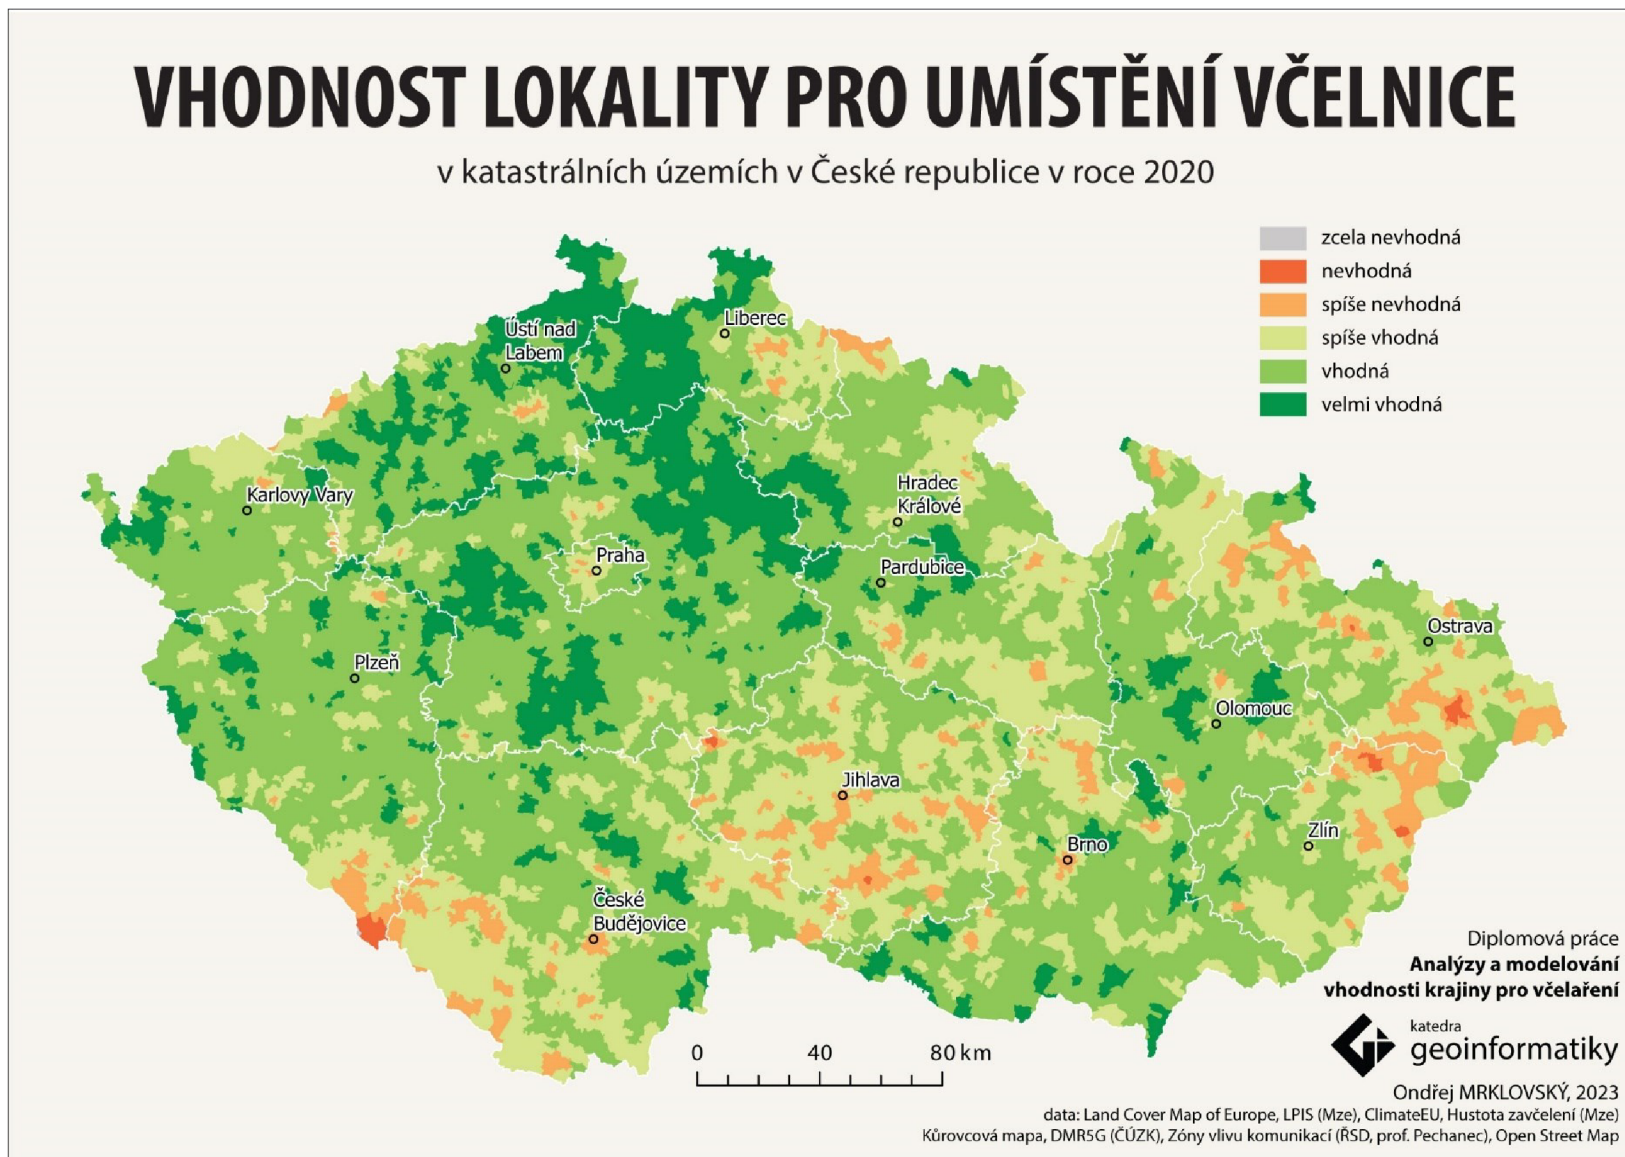 VHODNOST LOKALITY PRO UMÍSTĚNÍ VČELNICE
v katastrálních územích v České republice v roce 2020
zcela nevhodná
nevhodná
spíše nevhodná
spíše vhodná
vhodná
velmi vhodná
Ústí nad
Labem
Liberec
Karlovy Vary
Hradec
Králové
Praha
Pardubice
Plzeň
Ostrava
Olomouc
Jihlava
Brno
Zlín
České
Budějovice
0 40 80 km
Diplomová práce
Analýzy a modelování
vhodnosti krajiny pro včelaření
katedra
geoinformatiky
Ondřej MRKLOVSKÝ, 2023
data: Land Cover Map of Europe, LPIS (Mze), ClimateEU, Hustota zavčelení (Mze)
Kůrovcová mapa, DMR5G (ČÚZK), Zóny vlivu komunikací (ŘSD, prof. Pechanec), Open Street Map